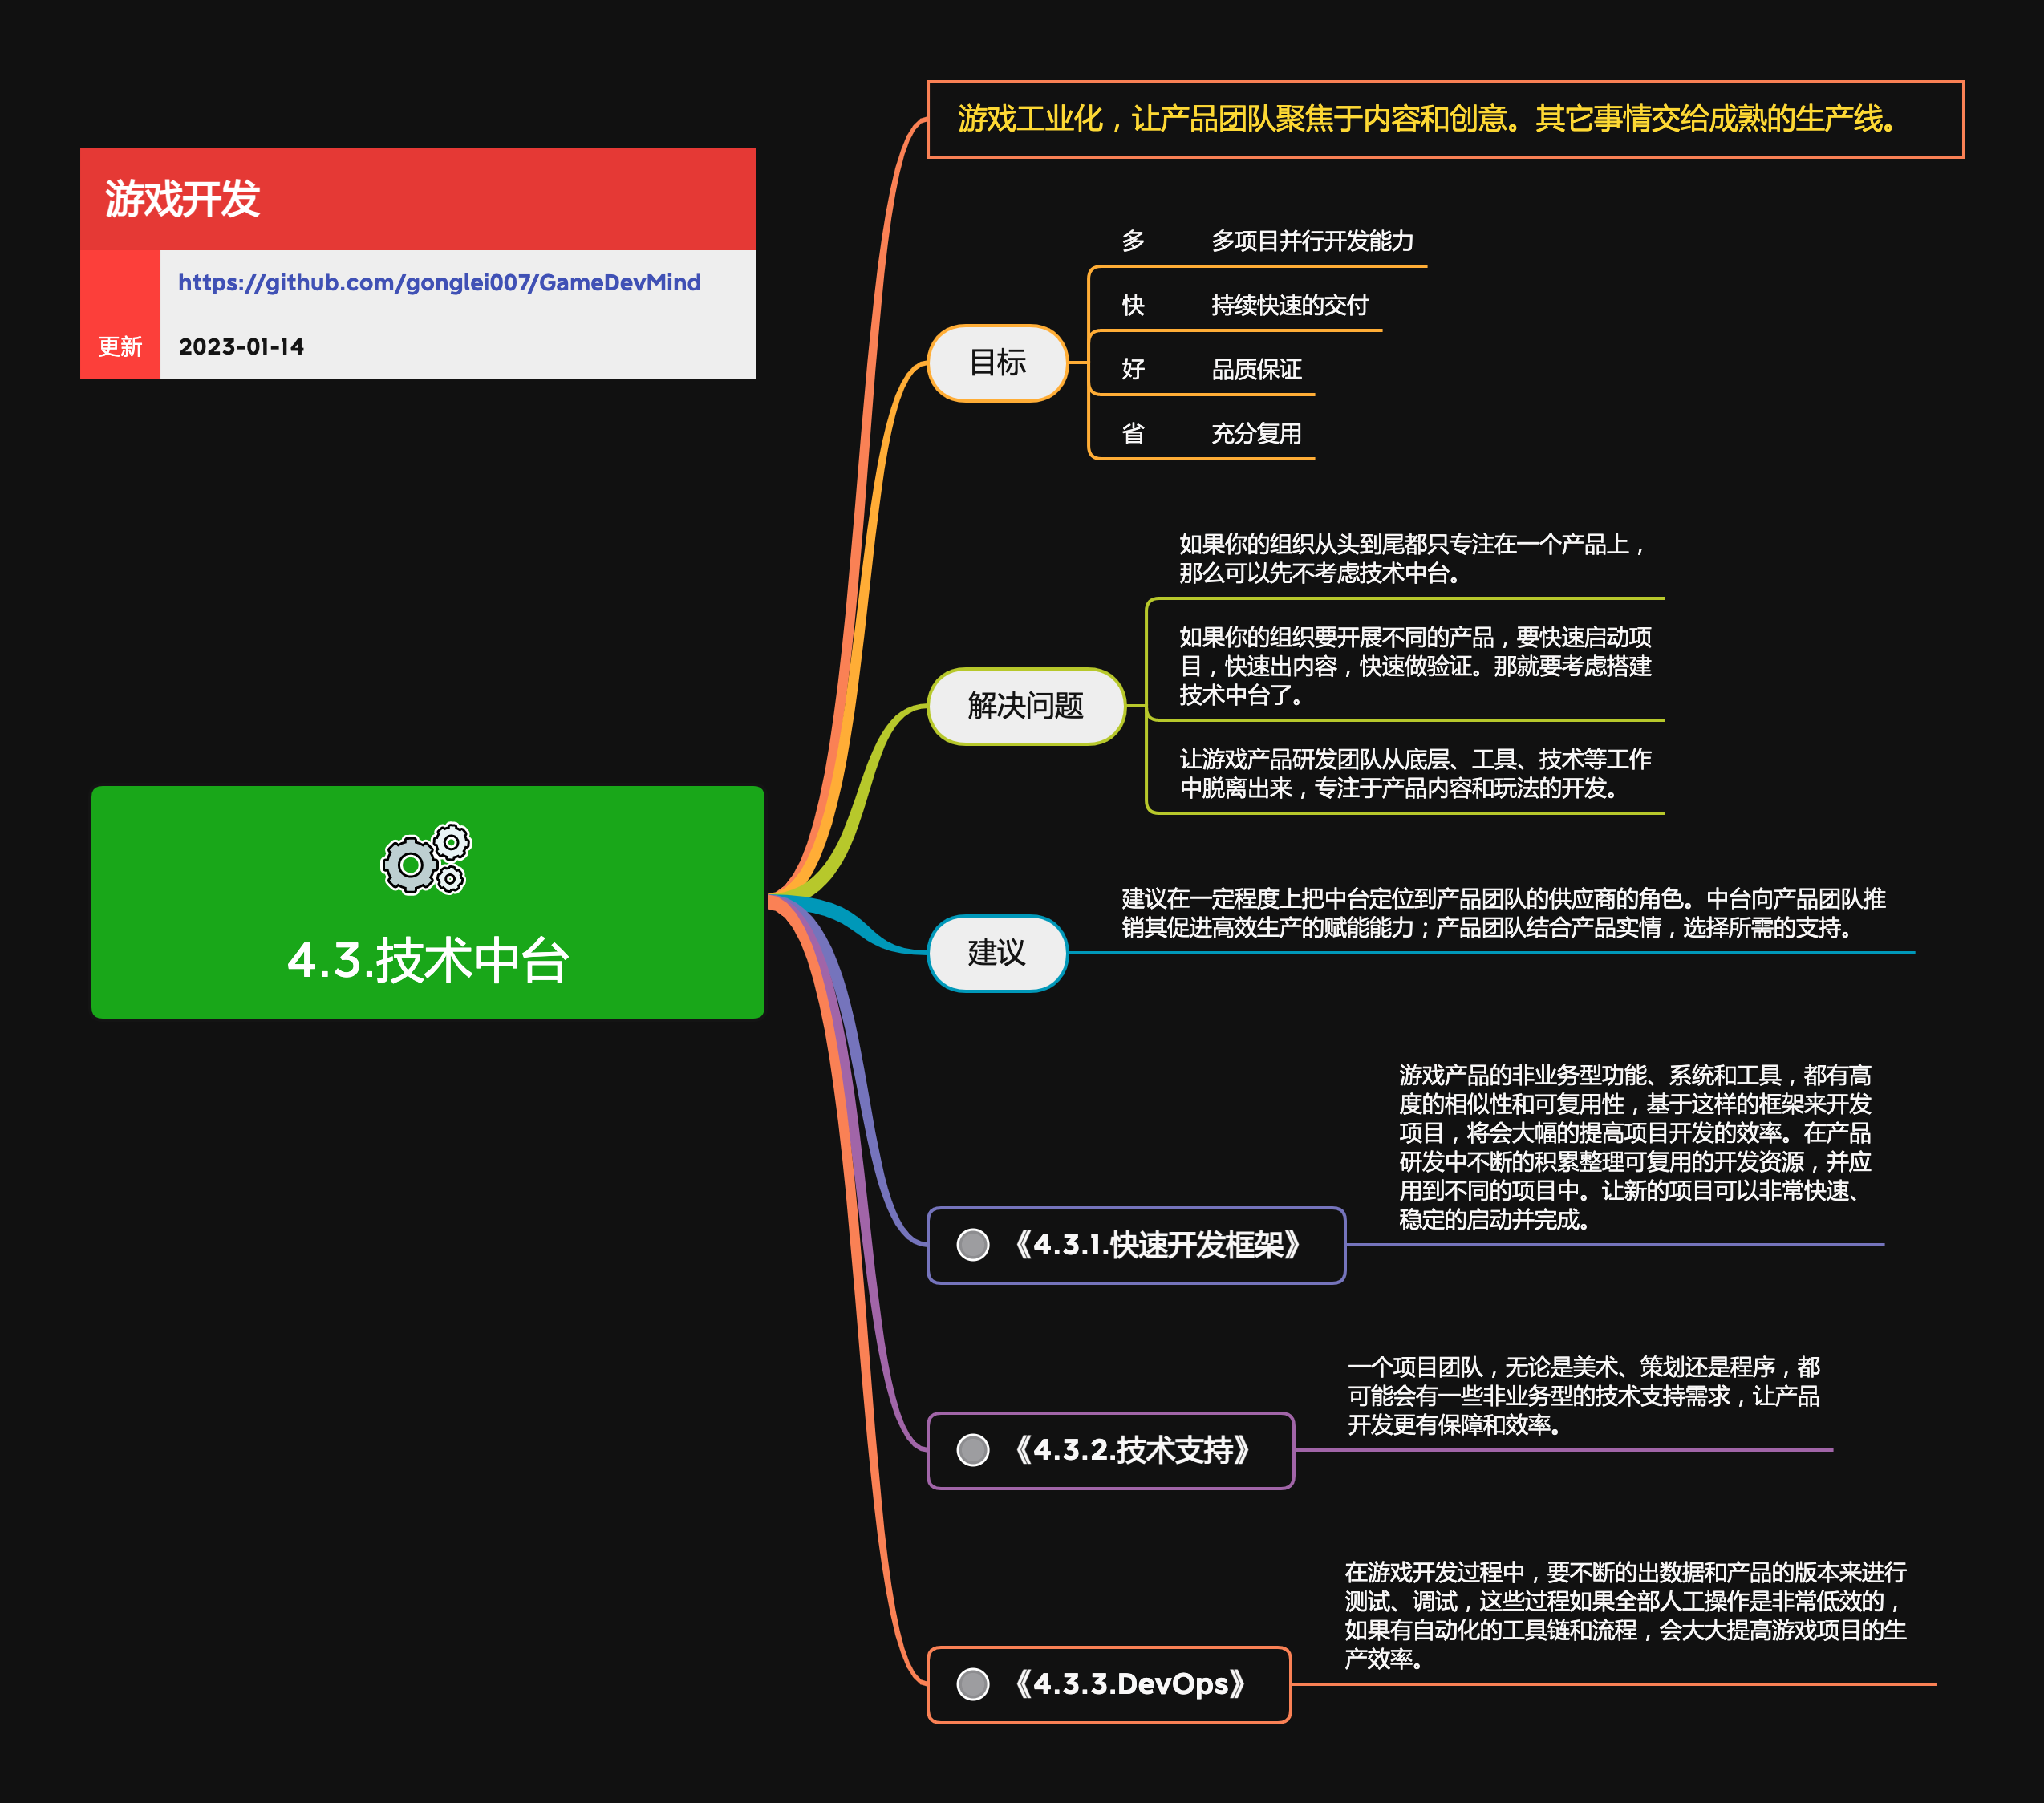 游戏开发
https://github.com/gonglei007/GameDevMind
更新 2023-01-14
4.3.技术中台
游戏工业化，让产品团队聚焦于内容和创意。其它事情交给成熟的生产线。
目标
多 多项目并行开发能力
快 持续快速的交付
好 品质保证
省 充分复用
解决问题
如果你的组织从头到尾都只专注在一个产品上，
那么可以先不考虑技术中台。
如果你的组织要开展不同的产品，要快速启动项
目，快速出内容，快速做验证。那就要考虑搭建
技术中台了。
让游戏产品研发团队从底层、工具、技术等工作
中脱离出来，专注于产品内容和玩法的开发。
建议
建议在一定程度上把中台定位到产品团队的供应商的角色。中台向产品团队推
销其促进高效生产的赋能能力；产品团队结合产品实情，选择所需的支持。
《4.3.1.快速开发框架》
游戏产品的非业务型功能、系统和工具，都有高
度的相似性和可复用性，基于这样的框架来开发
项目，将会大幅的提高项目开发的效率。在产品
研发中不断的积累整理可复用的开发资源，并应
用到不同的项目中。让新的项目可以非常快速、
稳定的启动并完成。
《4.3.2.技术支持》
一个项目团队，无论是美术、策划还是程序，都
可能会有一些非业务型的技术支持需求，让产品
开发更有保障和效率。
《4.3.3.DevOps》
在游戏开发过程中，要不断的出数据和产品的版本来进行
测试、调试，这些过程如果全部人工操作是非常低效的，
如果有自动化的工具链和流程，会大大提高游戏项目的生
产效率。